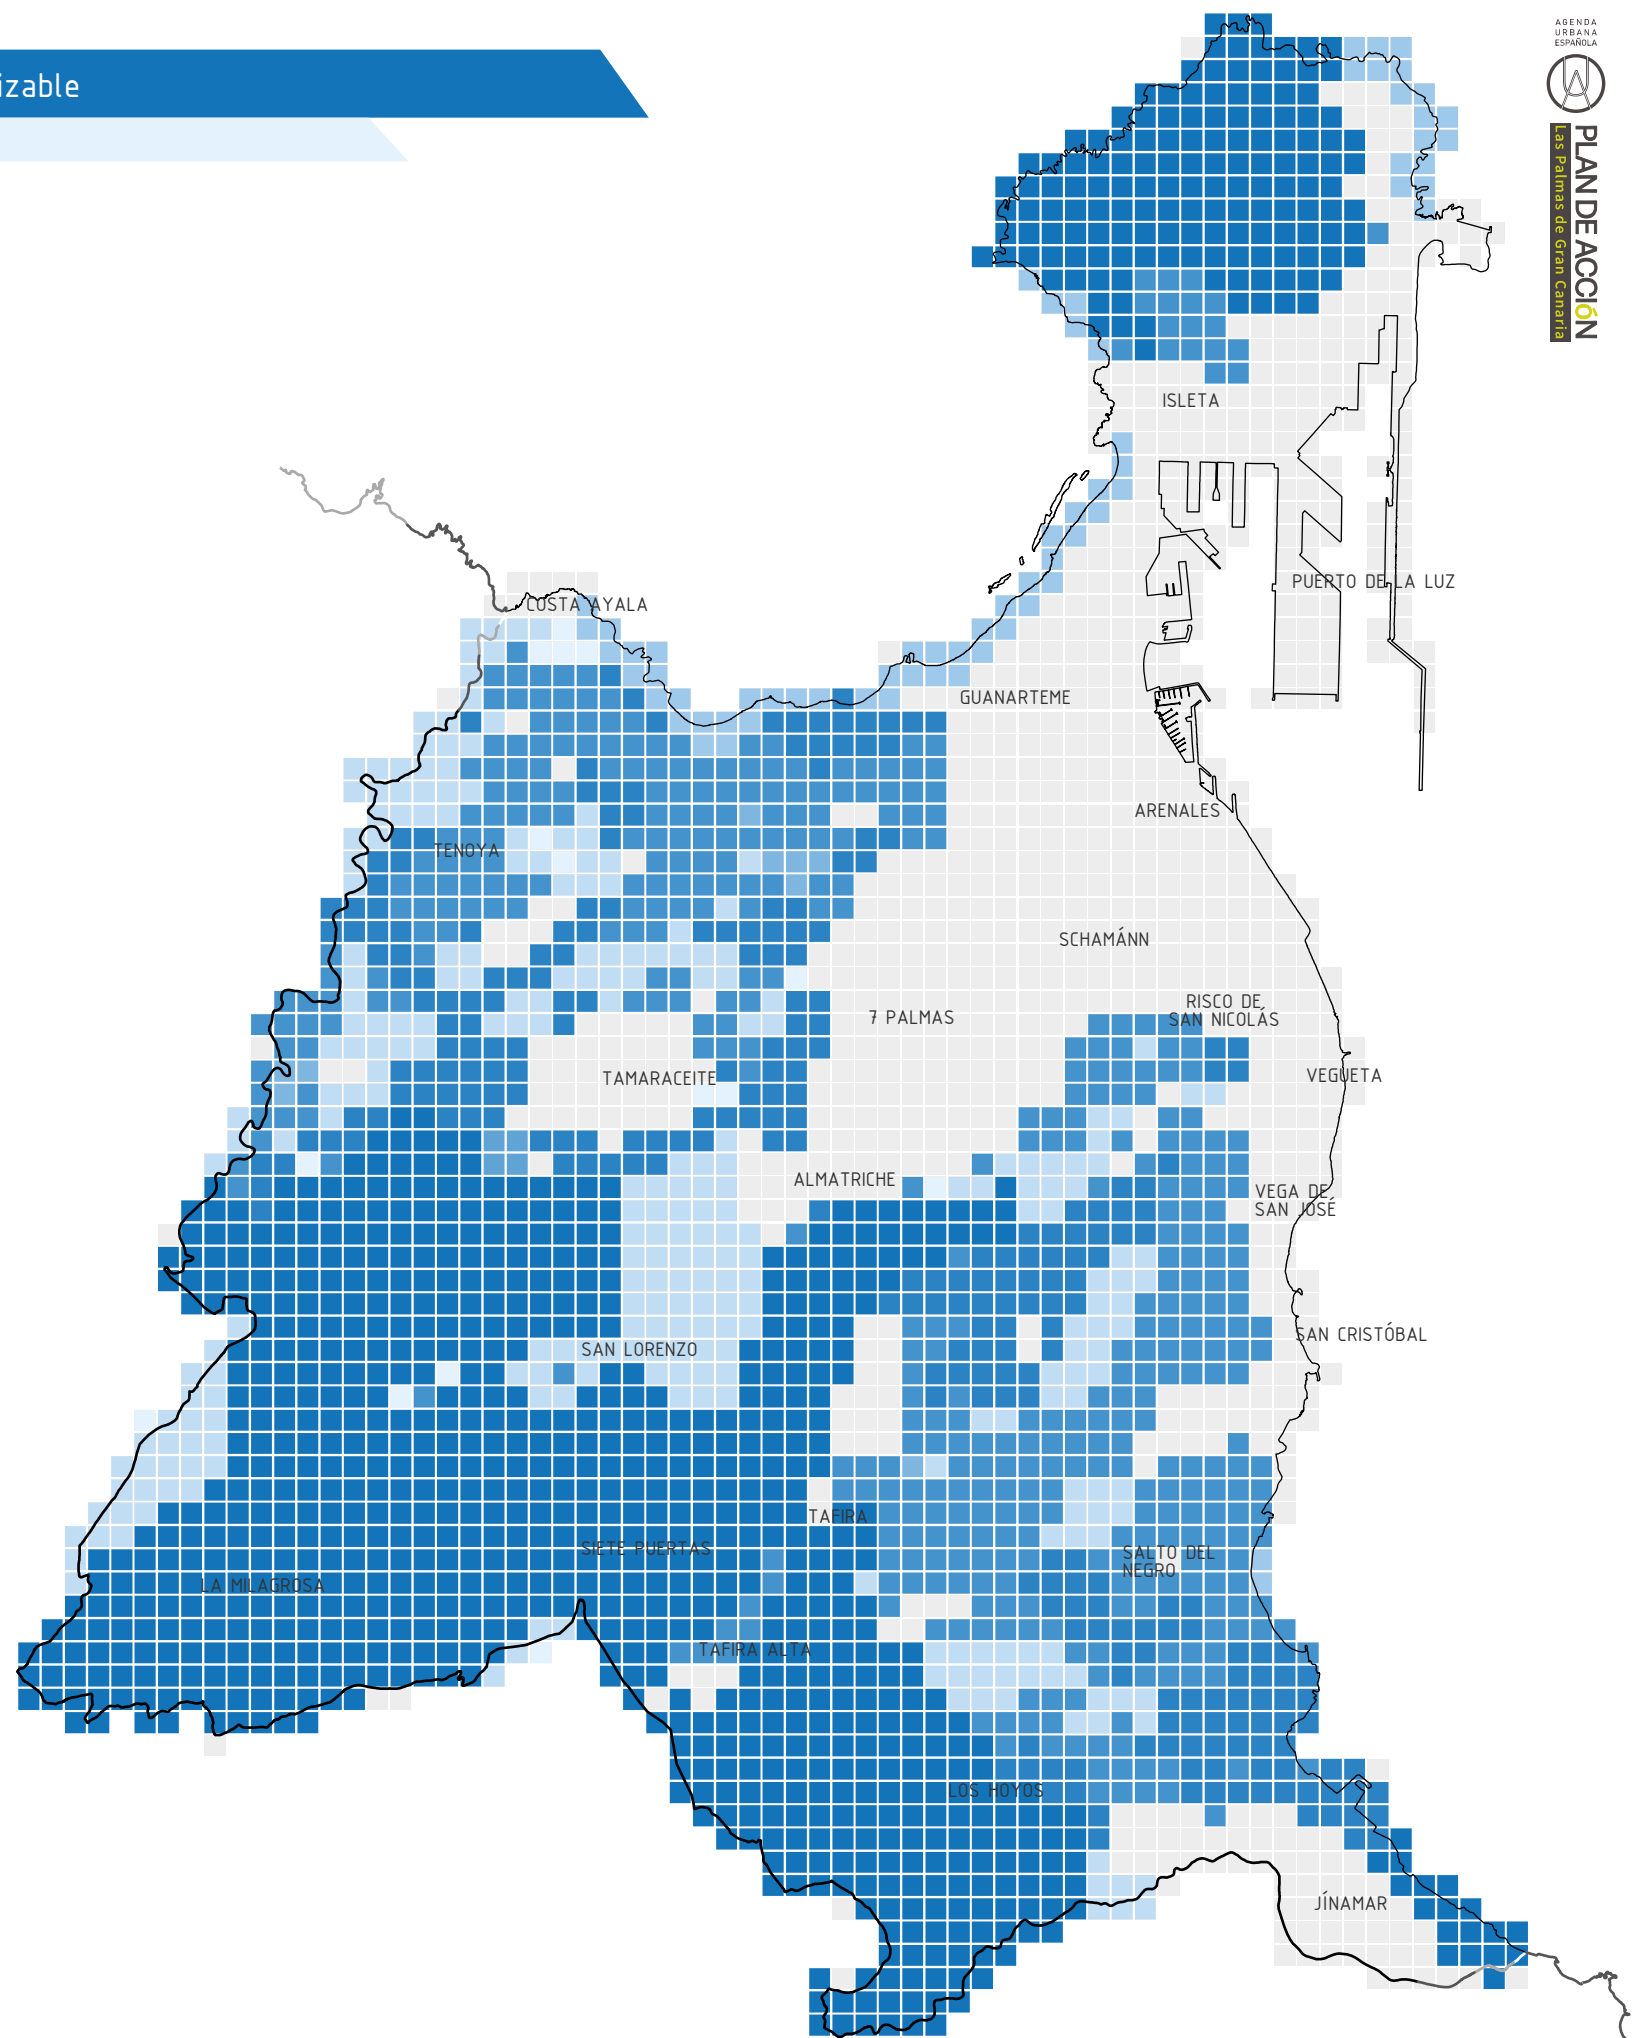 izable
AGENDA
URBANA
ESPAÑOLA
PLAN DE ACCIÓN
Las Palmas de Gran Canaria
ISLETA
PUERTO DE LA LUZ
COSTA AYALA
GUANARTEME
ARENALES
TENOYA
SCHAMÁNN
RISCO DE
SAN NICOLÁS
7 PALMAS
TAMARACEITE
VEGUETA
ALMATRICHE
VEGA DE
SAN JOSÉ
SAN CRISTÓBAL
SAN LORENZO
TAFIRA
SIETE PUERTAS
SALTO DEL
NEGRO
LA MILAGROSA
TAFIRA ALTA
LOS HOYOS
JÍNAMAR